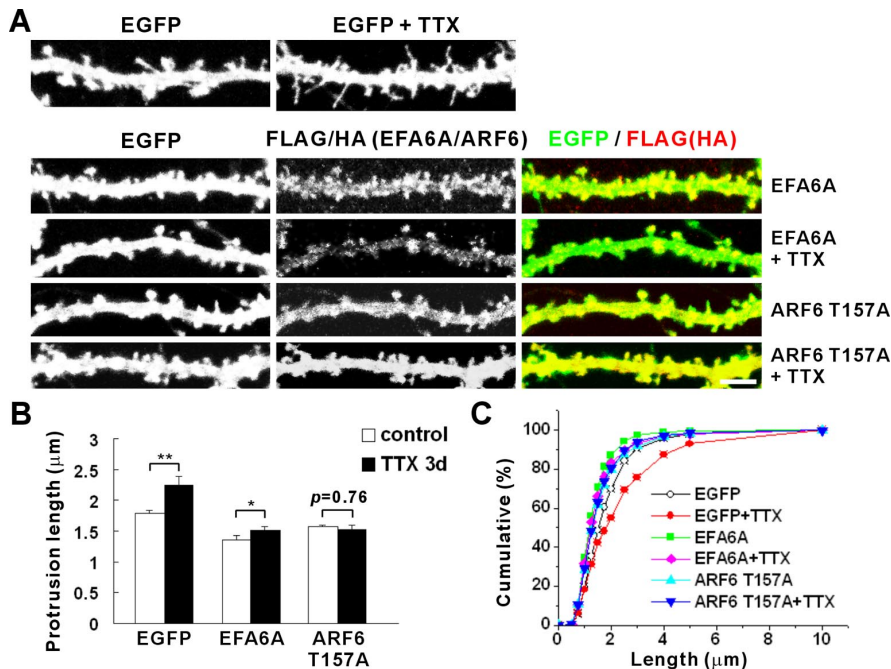 A
EGFP
EGFP + TTX
EGFP
FLAG/HA (EFA6A/ARF6)
EGFP / FLAG(HA)
EFA6A
EFA6A
+ TTX
ARF6 T157A
ARF6 T157A
+ TTX
B
Protrusion length (μm)
3
2.5
2
1.5
1
0.5
0
**
*
p=0.76
control
TTX 3d
EGFP
EFA6A
ARF6
T157A
C
Cumulative (%)
100
80
60
40
20
0
EGFP
EGFP+TTX
EFA6A
EFA6A+TTX
ARF6 T157A
ARF6 T157A+TTX
0
2
4
6
8
10
Length (μm)